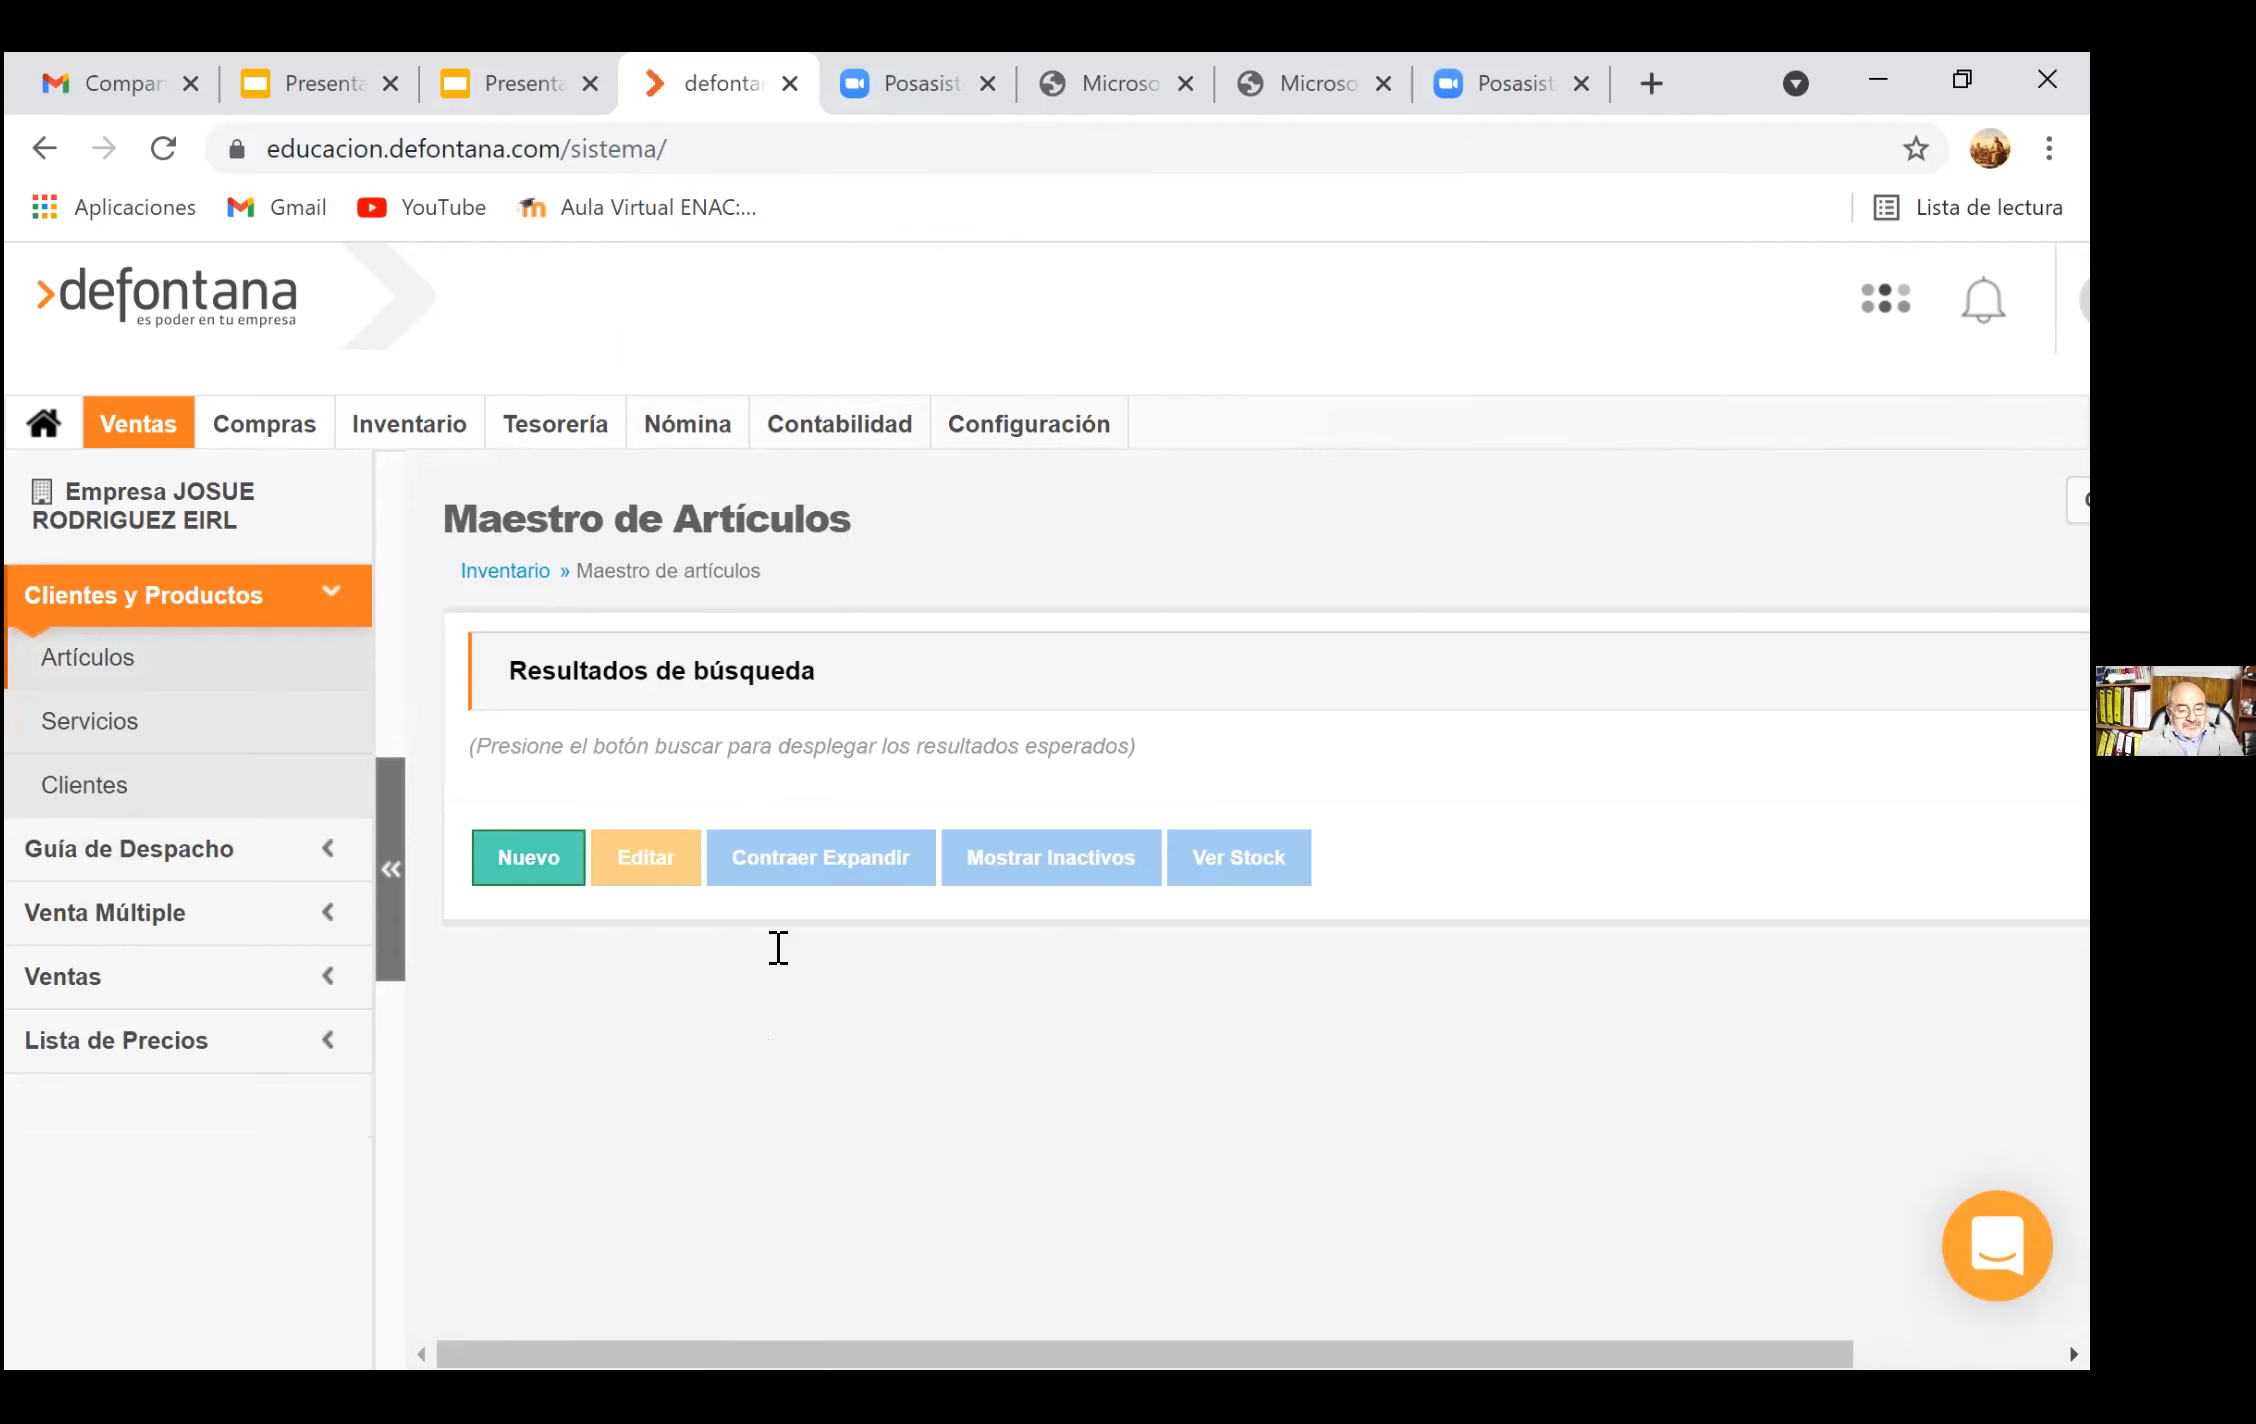 Compar
Presenta
Presenta
defontar
Posasist
Microso
Microso
Posasist
educacion.defontana.com/sistema/
Aplicaciones
Gmail
YouTube
Aula Virtual ENAC:...
Lista de lectura
defontana
es poder en tu empresa
Ventas
Compras
Inventario
Tesorería
Nómina
Contabilidad
Configuración
Empresa JOSUE
RODRIGUEZ EIRL
Clientes y Productos
Artículos
Servicios
Clientes
Guía de Despacho
Venta Múltiple
Ventas
Lista de Precios
Maestro de Artículos
Inventario » Maestro de artículos
Resultados de búsqueda
(Presione el botón buscar para desplegar los resultados esperados)
Nuevo
Editar
Contraer Expandir
Mostrar Inactivos
Ver Stock